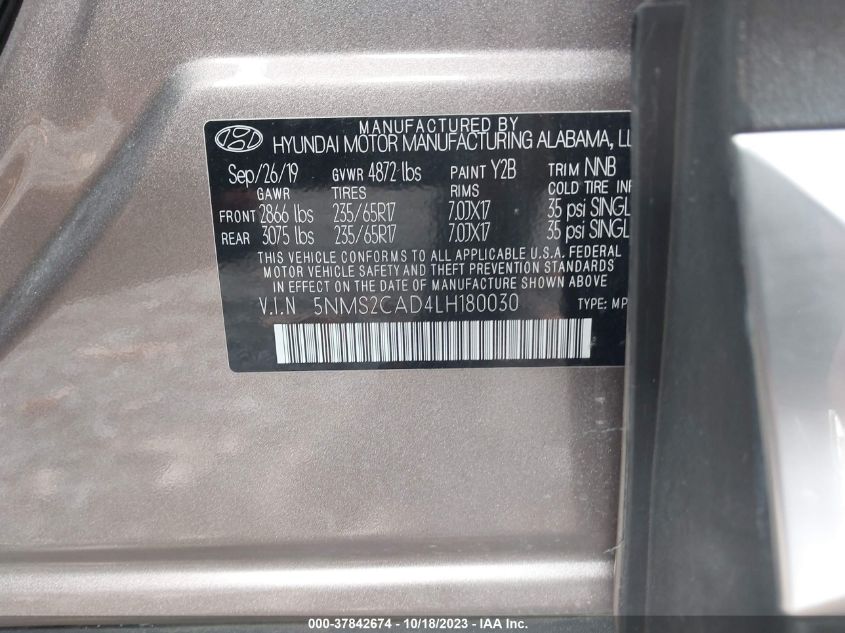 MANUFACTURED BY
HYUNDAI MOTOR MANUFACTURING ALABAMA,
Sep/26/19 GVWR 4872 lbs PAINT Y2B TRIM NNB
GAWR TIRES RIMS COLD TIRE
FRONT 2866 lbs 235/65R17 7.0JX17 35 psi SINGL
REAR 3075 lbs 235/65R17 7.0JX17 35 psi SINGL
THIS VEHICLE CONFORMS TO ALL APPLICABLE U.S.A. FEDERAL
MOTOR VEHICLE SAFETY AND THEFT PREVENTION STANDARDS
IN EFFECT ON THE DATE OF MANUFACTURE SHOWN ABOVE
V.I.N 5NMS2CAD4LH180030 TYPE: MP
000-37842674 - 10/18/2023 - IAA Inc.